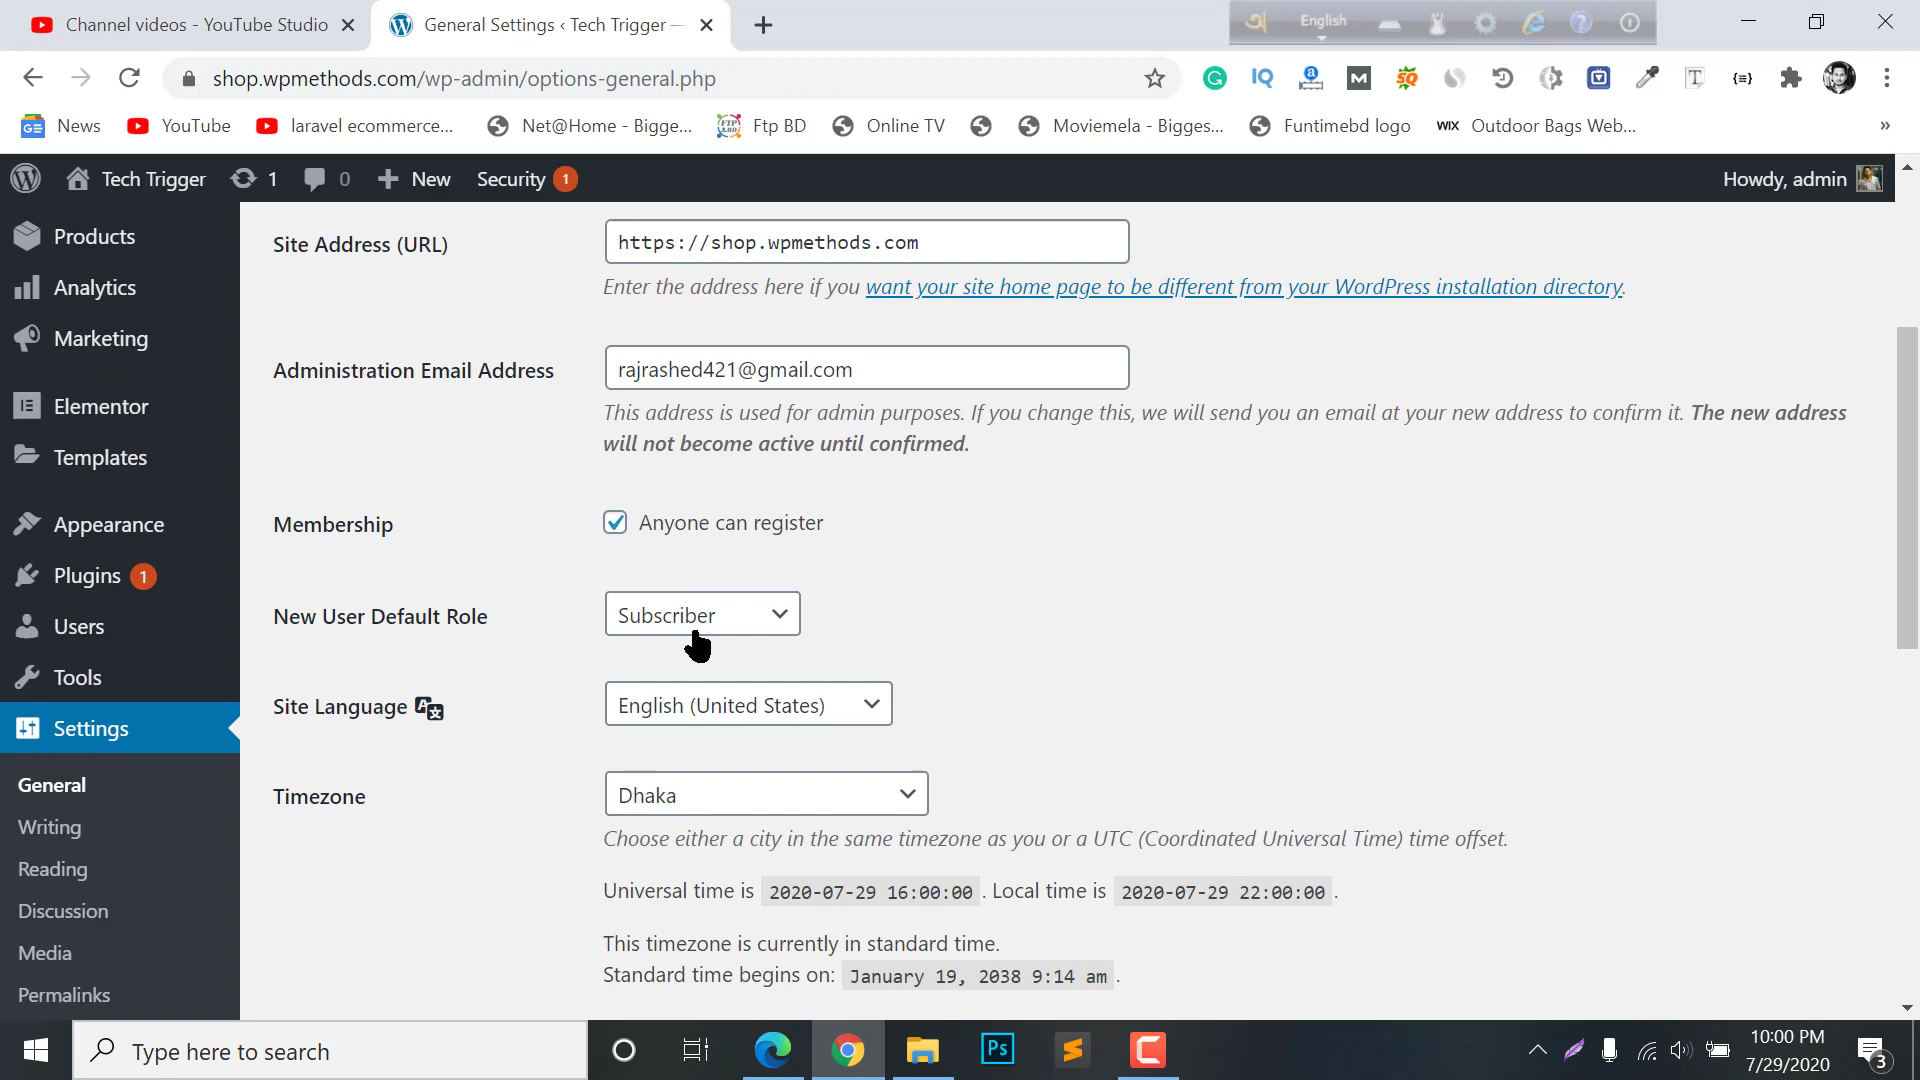 Channel videos - YouTube Studio
General Settings ‹ Tech Trigger —
English
shop.wpmethods.com/wp-admin/options-general.php
News
YouTube
laravel ecommerce...
Net@Home - Bigge...
Ftp BD
Online TV
Moviemela - Bigges...
Funtimebd logo
WIX Outdoor Bags Web...
Tech Trigger
1
0
New
Security 1
Howdy, admin
Products
Analytics
Marketing
Elementor
Templates
Appearance
Plugins 1
Users
Tools
Settings
General
Writing
Reading
Discussion
Media
Permalinks
Site Address (URL)
https://shop.wpmethods.com
Enter the address here if you want your site home page to be different from your WordPress installation directory.
Administration Email Address
rajrashed421@gmail.com
This address is used for admin purposes. If you change this, we will send you an email at your new address to confirm it. The new address
will not become active until confirmed.
Membership
Anyone can register
New User Default Role
Subscriber
Site Language
English (United States)
Timezone
Dhaka
Choose either a city in the same timezone as you or a UTC (Coordinated Universal Time) time offset.
Universal time is 2020-07-29 16:00:00 . Local time is 2020-07-29 22:00:00 .
This timezone is currently in standard time.
Standard time begins on: January 19, 2038 9:14 am .
Type here to search
Ps
10:00 PM
7/29/2020
3